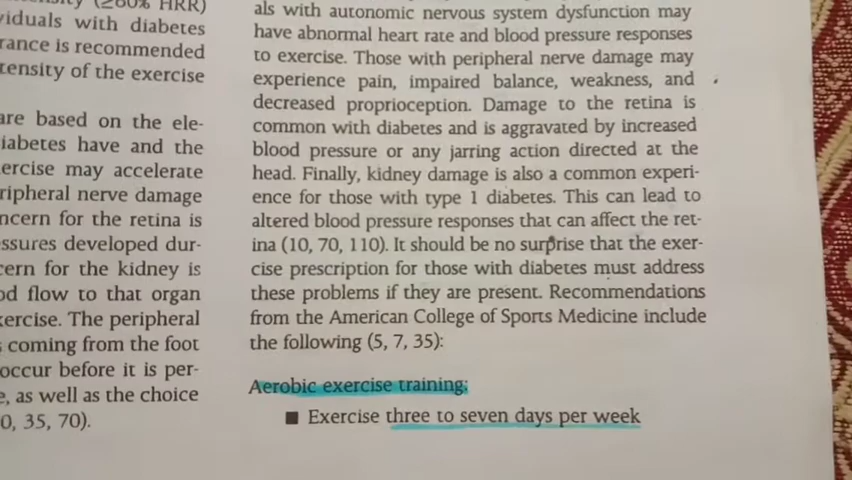 (≥60% HRR)
viduals with diabetes
rance is recommended
tensity of the exercise
are based on the ele-
iabetes have and the
ercise may accelerate
ripheral nerve damage
ncern for the retina is
ssures developed dur-
cern for the kidney is
od flow to that organ
xercise. The peripheral
s coming from the foot
occur before it is per-
e, as well as the choice
0, 35, 70).
als with autonomic nervous system dysfunction may
have abnormal heart rate and blood pressure responses
to exercise. Those with peripheral nerve damage may
experience pain, impaired balance, weakness, and
decreased proprioception. Damage to the retina is
common with diabetes and is aggravated by increased
blood pressure or any jarring action directed at the
head. Finally, kidney damage is also a common experi-
ence for those with type 1 diabetes. This can lead to
altered blood pressure responses that can affect the ret-
ina (10, 70, 110). It should be no surprise that the exer-
cise prescription for those with diabetes must address
these problems if they are present. Recommendations
from the American College of Sports Medicine include
the following (5, 7, 35):
Aerobic exercise training:
■ Exercise three to seven days per week